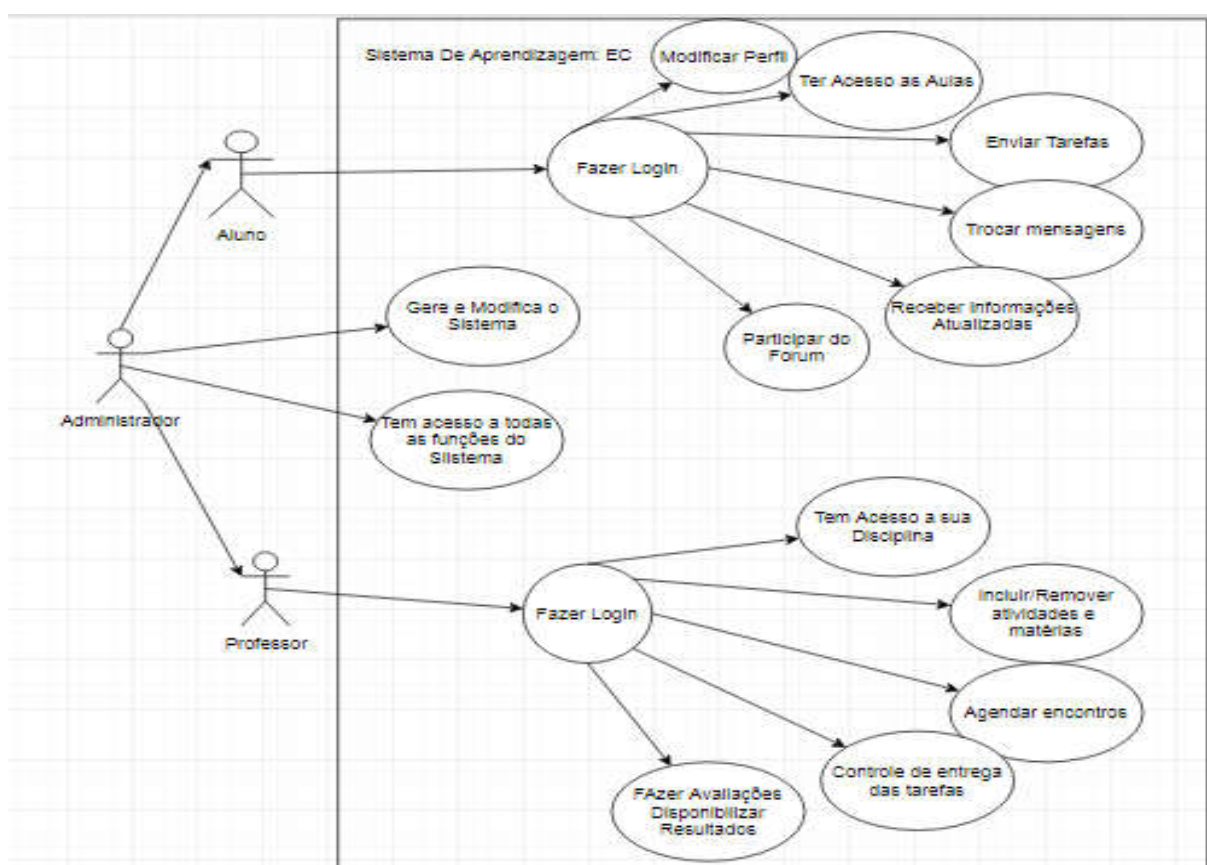 Sistema De Aprendizagem: EC
Modificar Perfil
Ter Acesso as Aulas
Enviar Tarefas
Fazer Login
Trocar mensagens
Aluno
Receber Informações
Atualizadas
Gere e Modifica o
Sistema
Participar do
Forum
Administrador
Tem acesso a todas
as funções do
SIistema
Tem Acesso a sua
Disciplina
Incluir/Remover
atividades e
matérias
Fazer Login
Professor
Agendar encontros
Controle de entrega
das tarefas
FAzer Avaliações
Disponibilizar
Resultados